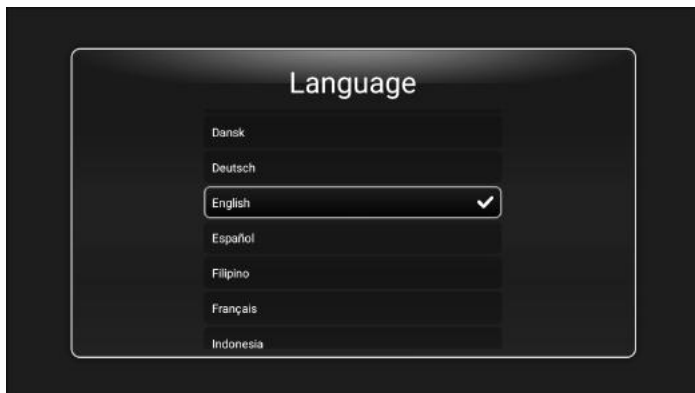 Language
Dansk
Deutsch
English
Español
Filipino
Français
Indonesia